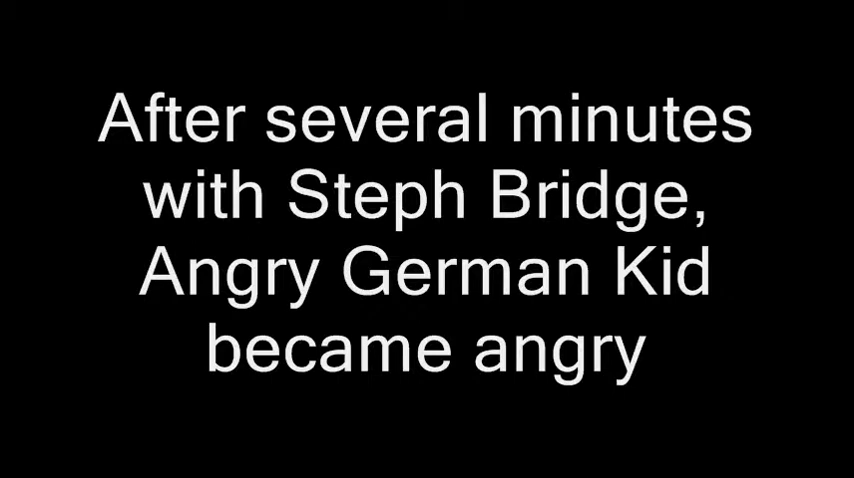 After several minutes
with Steph Bridge,
Angry German Kid
became angry